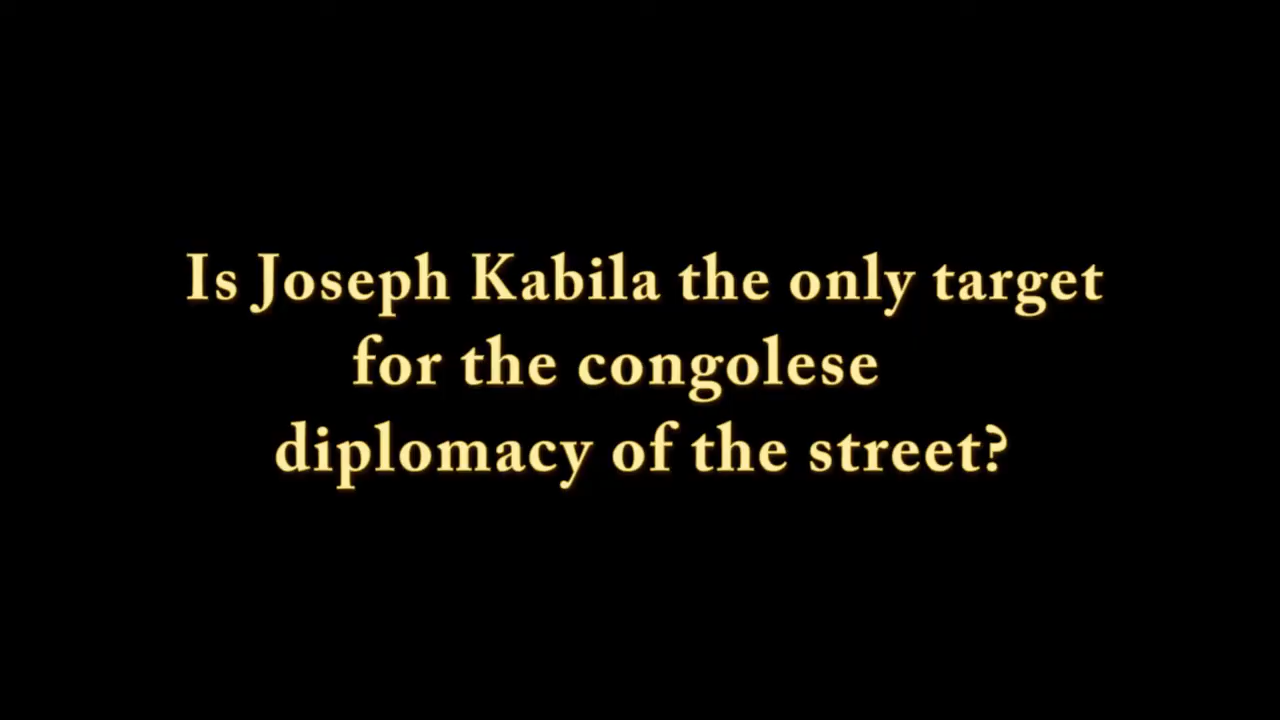 Is Joseph Kabila the only target
for the congolese
diplomacy of the street?